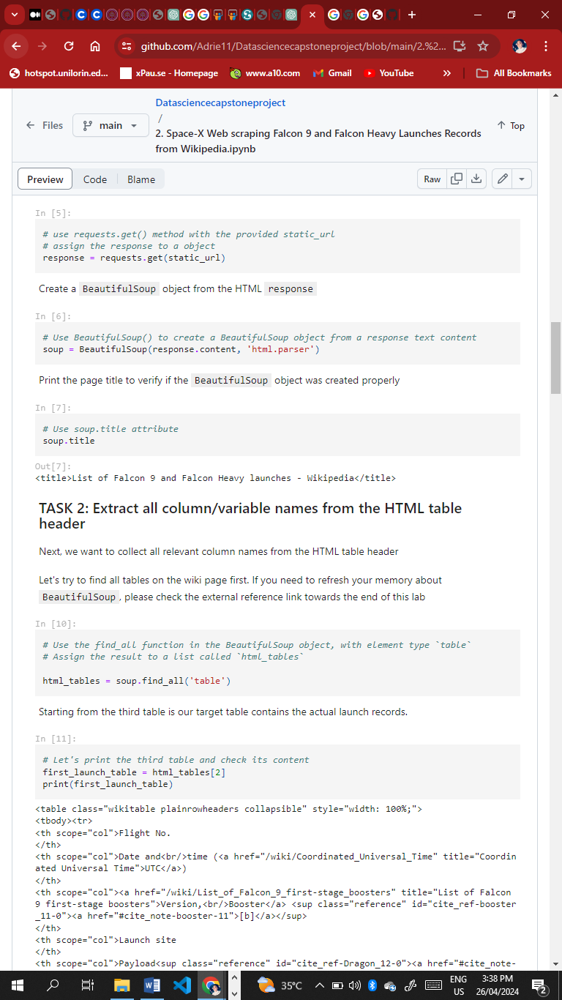 github.com/Adrie11/Datasciencecapstoneproject/blob/main/2.%2...
hotspot.unilorin.ed...
xPau.se - Homepage
www.a10.com
Gmail
YouTube
»
All Bookmarks
Files
main
Datasciencecapstoneproject
/
2. Space-X Web scraping Falcon 9 and Falcon Heavy Launches Records
from Wikipedia.ipynb
Top
Preview
Code
Blame
Raw
In [5]:
# use requests.get() method with the provided static_url
# assign the response to a object
response = requests.get(static_url)
Create a BeautifulSoup object from the HTML response
In [6]:
# Use BeautifulSoup() to create a BeautifulSoup object from a response text content
soup = BeautifulSoup(response.content, 'html.parser')
Print the page title to verify if the BeautifulSoup object was created properly
In [7]:
# Use soup.title attribute
soup.title
Out[7]:
<title>List of Falcon 9 and Falcon Heavy launches - Wikipedia</title>
TASK 2: Extract all column/variable names from the HTML table
header
Next, we want to collect all relevant column names from the HTML table header
Let's try to find all tables on the wiki page first. If you need to refresh your memory about
BeautifulSoup , please check the external reference link towards the end of this lab
In [10]:
# Use the find_all function in the BeautifulSoup object, with element type `table`
# Assign the result to a list called `html_tables`
html_tables = soup.find_all('table')
Starting from the third table is our target table contains the actual launch records.
In [11]:
# Let's print the third table and check its content
first_launch_table = html_tables[2]
print(first_launch_table)
<table class="wikitable plainrowheaders collapsible" style="width: 100%;">
<tbody><tr>
<th scope="col">Flight No.
</th>
<th scope="col">Date and<br/>time (<a href="/wiki/Coordinated_Universal_Time" title="Coordin
ated Universal Time">UTC</a>)
</th>
<th scope="col"><a href="/wiki/List_of_Falcon_9_first-stage_boosters" title="List of Falcon
9 first-stage boosters">Version,<br/>Booster</a> <sup class="reference" id="cite_ref-booster
_11-0"><a href="#cite_note-booster-11">[b]</a></sup>
</th>
<th scope="col">Launch site
</th>
<th scope="col">Payload<sup class="reference" id="cite_ref-Dragon_12-0"><a href="#cite_note-
35°C
ENG
US
3:38 PM
26/04/2024
2